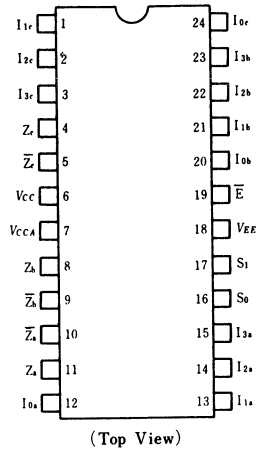 I1c 1 24 I0c
I2c 2 23 I3b
I3c 3 22 I2b
Zc 4 21 I1b
Z̅c 5 20 I0b
VCC 6 19 E̅
VCCA 7 18 VEE
Zb 8 17 S1
Z̅b 9 16 S0
Z̅a 10 15 I3a
Za 11 14 I2a
I0a 12 13 I1a
(Top View)